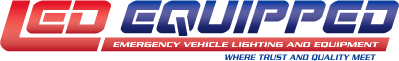 LED EQUIPPED
EMERGENCY VEHICLE LIGHTING AND EQUIPMENT
WHERE TRUST AND QUALITY MEET